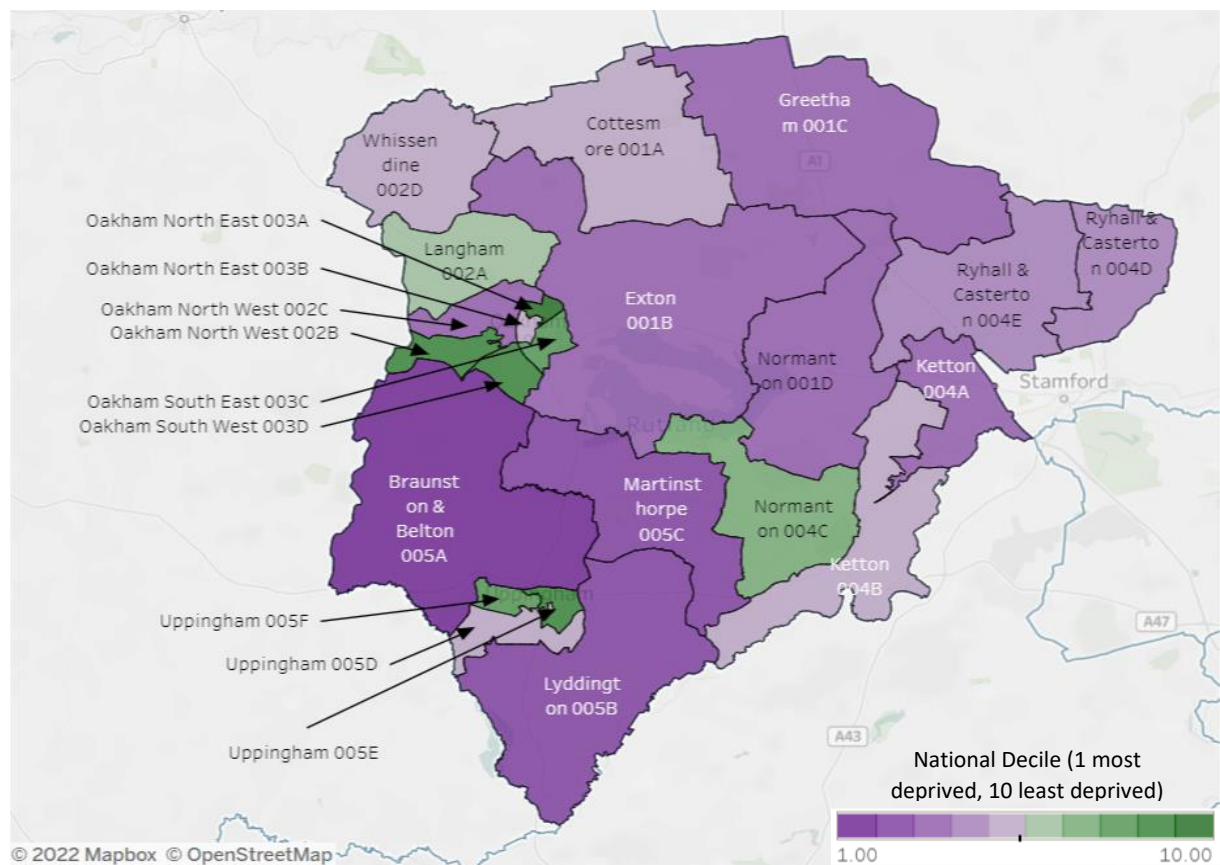 Greetha
m 001C
Cottesm
ore 001A
Whissen
dine
002D
A1
Oakham North East 003A
Ryhall &
Casterto
n 004D
Langham
002A
Oakham North East 003B
Ryhall &
Casterto
n 004E
Exton
001B
Oakham North West 002C
Oakham North West 002B
Normant
on 001D
Ketton
004A
Stamford
Oakham South East 003C
Oakham South West 003D
Rutland
Braunst
on &
Belton
005A
Martinst
horpe
005C
Normant
on 004C
Ketton
004B
Uppingham
Uppingham 005F
A47
Uppingham 005D
Lyddingt
on 005B
Uppingham 005E
A43
National Decile (1 most
deprived, 10 least deprived)
1.00 10.00
© 2022 Mapbox © OpenStreetMap